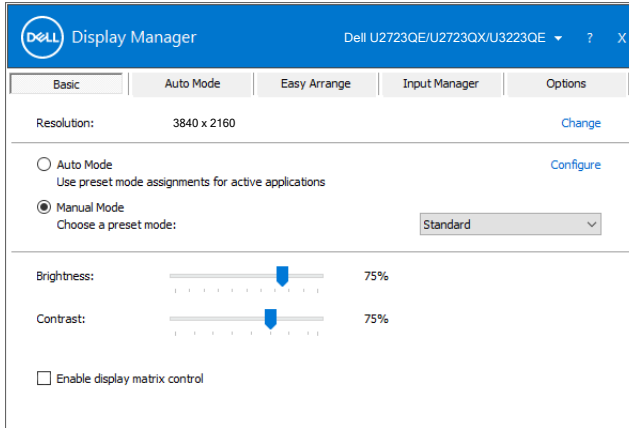 DELL Display Manager Dell U2723QE/U2723QX/U3223QE ? X
Basic Auto Mode Easy Arrange Input Manager Options
Resolution: 3840 x 2160 Change
Auto Mode Configure
Use preset mode assignments for active applications
Manual Mode
Choose a preset mode: Standard
Brightness: 75%
Contrast: 75%
Enable display matrix control